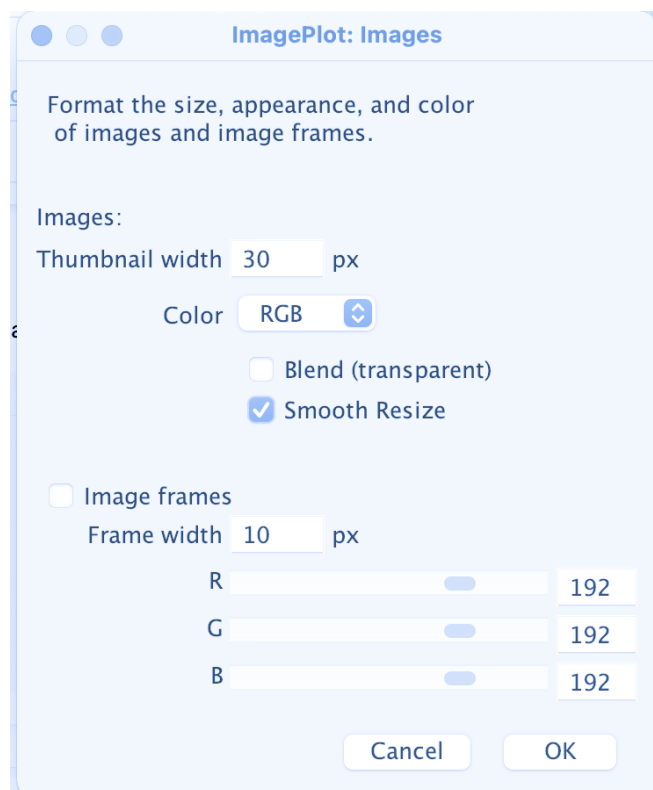 ImagePlot: Images
Format the size, appearance, and color
of images and image frames.
Images:
Thumbnail width 30 px
Color RGB
Blend (transparent)
Smooth Resize
Image frames
Frame width 10 px
R 192
G 192
B 192
Cancel OK